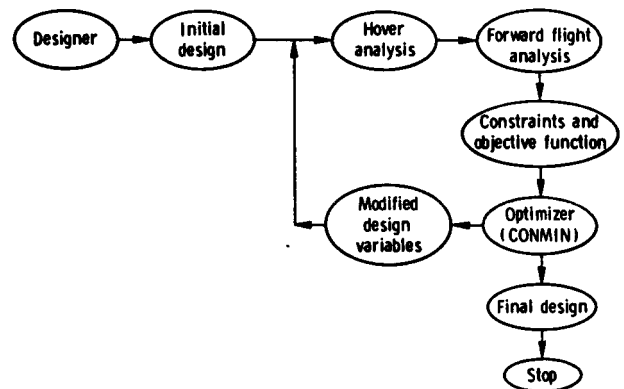 Designer
Initial
design
Hover
analysis
Forward flight
analysis
Constraints and
objective function
Optimizer
(CONMIN)
Modified
design
variables
Final design
Stop